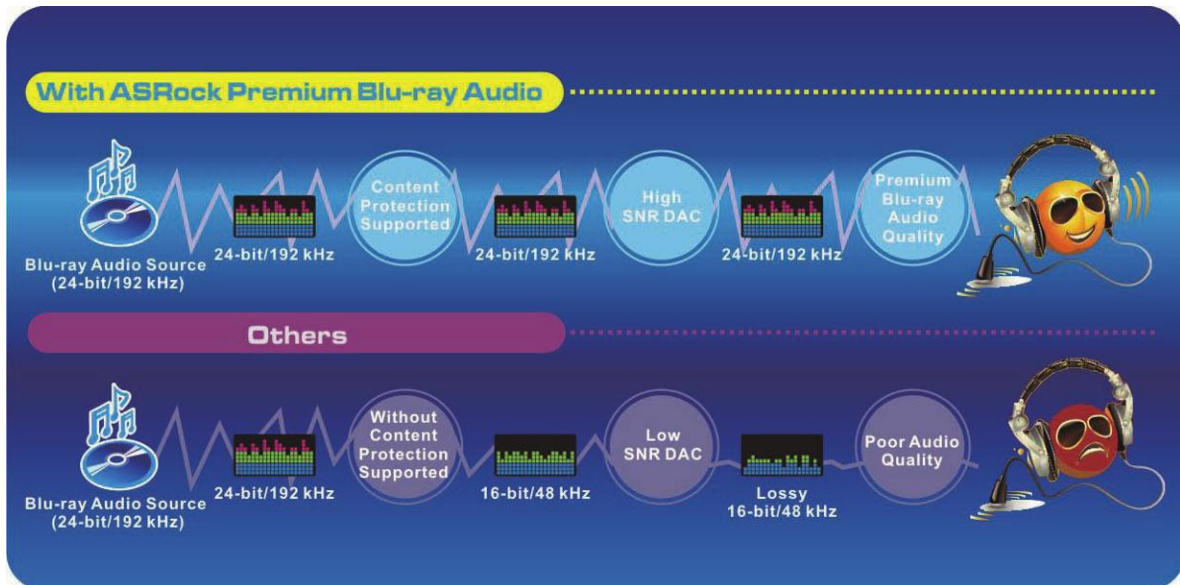 With ASRock Premium Blu-ray Audio
Blu-ray Audio Source
(24-bit/192 kHz)
24-bit/192 kHz
Content
Protection
Supported
24-bit/192 kHz
High
SNR DAC
24-bit/192 kHz
Premium
Blu-ray
Audio
Quality
Others
Blu-ray Audio Source
(24-bit/192 kHz)
24-bit/192 kHz
Without
Content
Protection
Supported
16-bit/48 kHz
Low
SNR DAC
Lossy
16-bit/48 kHz
Poor Audio
Quality